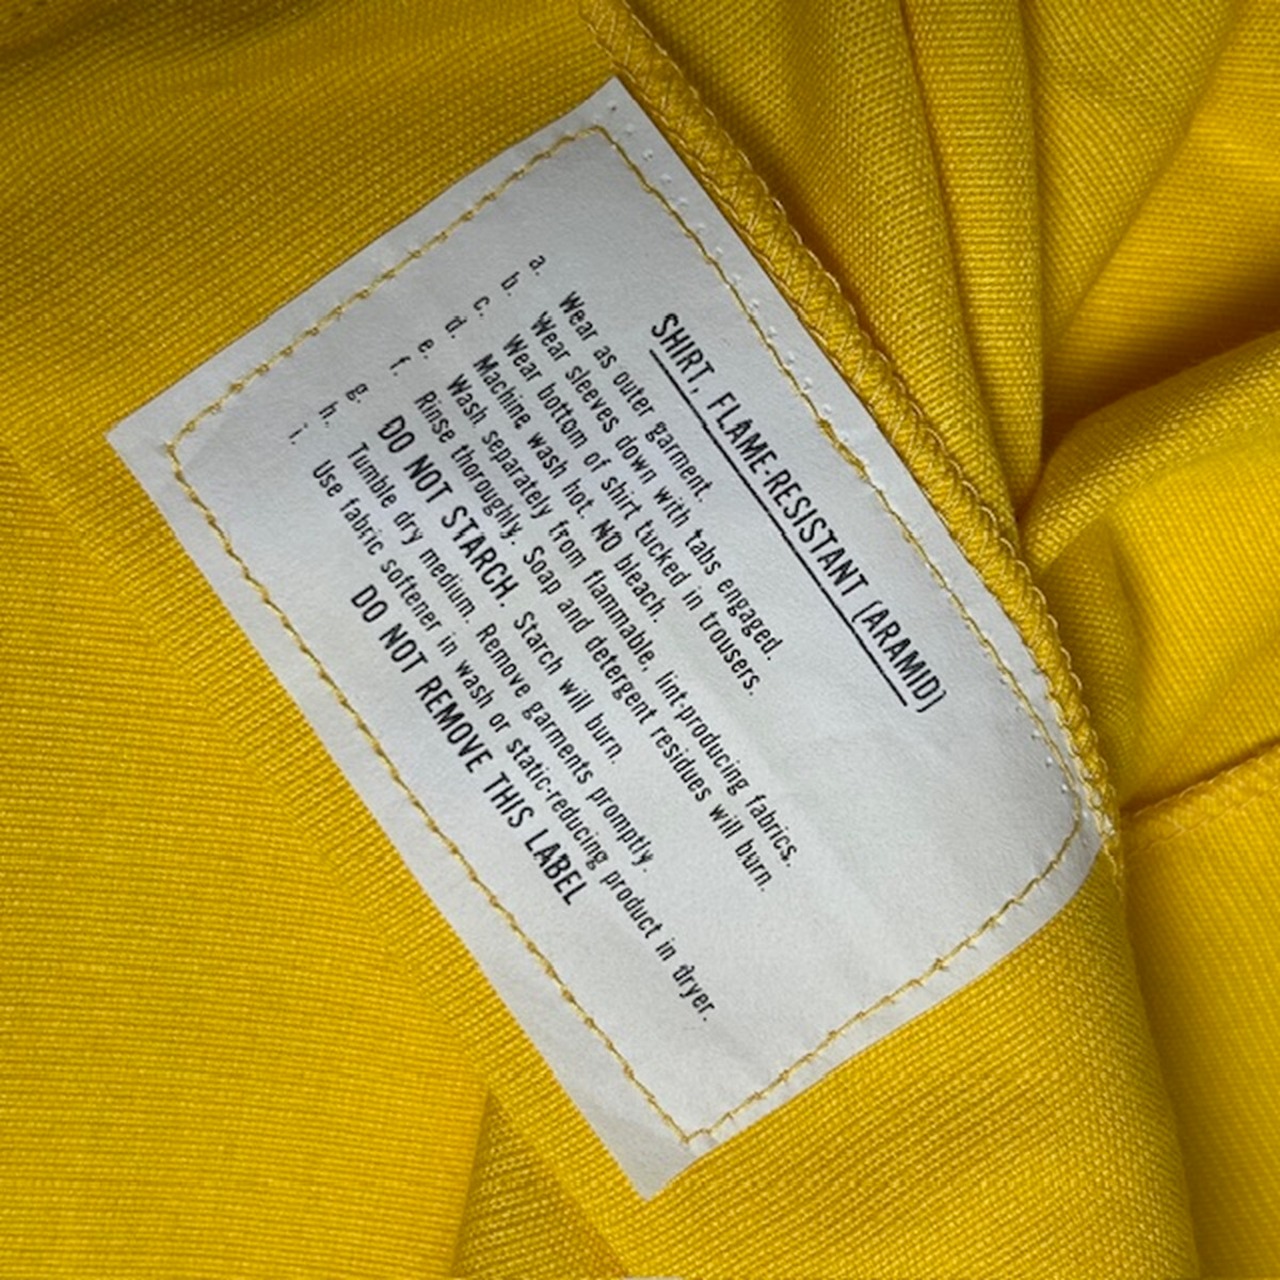 SHIRT, FLAME-RESISTANT (ARAMID)
a. Wear as outer garment.
b. Wear sleeves down with tabs engaged.
c. Wear bottom of shirt tucked in trousers.
d. Machine wash hot. NO bleach.
e. Wash separately from flammable, lint-producing fabrics.
f. Rinse thoroughly. Soap and detergent residues will burn.
g. DO NOT STARCH. Starch will burn.
h. Tumble dry medium. Remove garments promptly.
i. Use fabric softener in wash or static-reducing product in dryer.
DO NOT REMOVE THIS LABEL